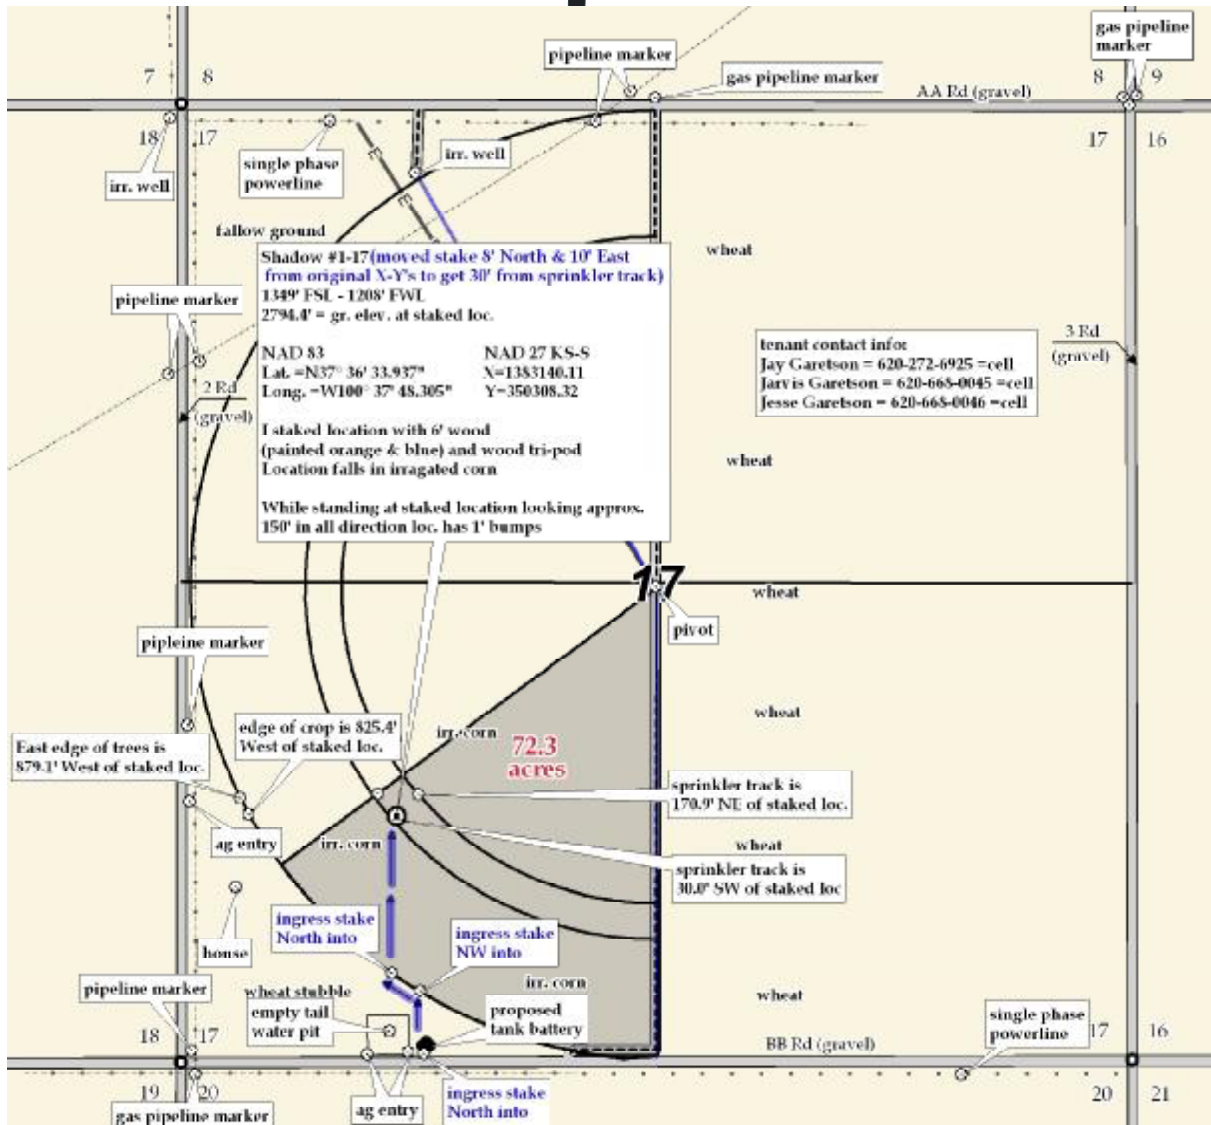 gas pipeline
marker
pipeline marker
gas pipeline marker
7
8
8
9
AA Rd (gravel)
18
17
17
16
irr. well
single phase
powerline
irr. well
fallow ground
wheat
Shadow #1-17(moved stake 8' North & 10' East
from original X-Y's to get 30' from sprinkler track)
1349' FSL - 1208' FWL
2794.4' = gr. elev. at staked loc.
NAD 83
NAD 27 KS-S
Lat. =N37° 36' 33.937"
X=1383140.11
Long. =W100° 37' 48.305"
Y=350308.32
I staked location with 6' wood
(painted orange & blue) and wood tri-pod
Location falls in irragated corn
While standing at staked location looking approx.
150' in all direction loc. has 1' bumps
pipeline marker
2 Rd
(gravel)
tenant contact info:
Jay Garetson = 620-272-6925 =cell
Jarvis Garetson = 620-668-0045 =cell
Jesse Garetson = 620-668-0046 =cell
3 Rd
(gravel)
wheat
17
wheat
pivot
pipleine marker
wheat
edge of crop is 825.4'
West of staked loc.
irr. corn
East edge of trees is
879.1' West of staked loc.
72.3
acres
sprinkler track is
170.9' NE of staked loc.
ag entry
irr. corn
wheat
sprinkler track is
30.0' SW of staked loc
house
ingress stake
North into
ingress stake
NW into
irr. corn
pipeline marker
wheat stubble
wheat
empty tail
water pit
proposed
tank battery
single phase
powerline
18
17
BB Rd (gravel)
17
16
19
20
20
21
gas pipeline marker
ag entry
ingress stake
North into